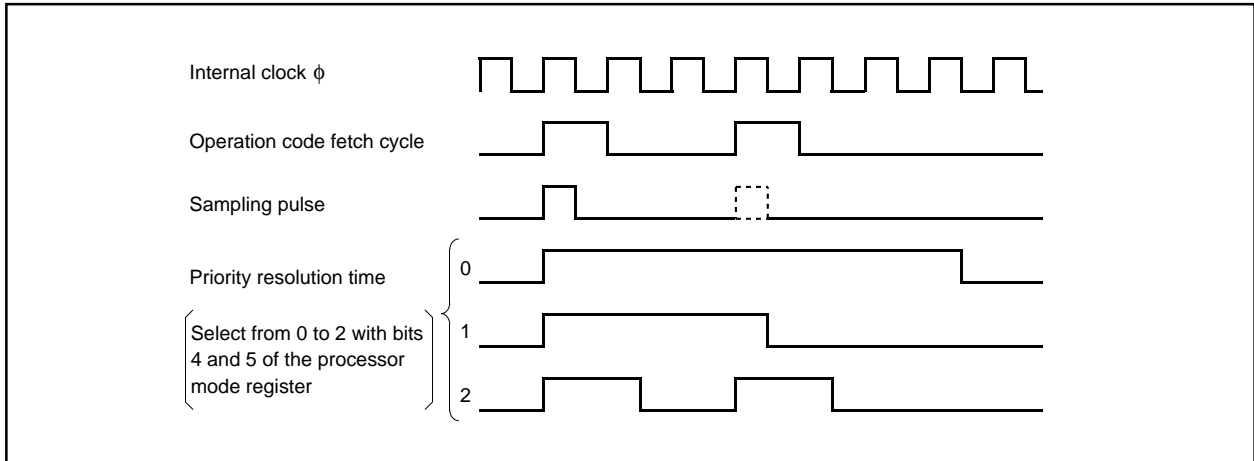 Internal clock ϕ
Operation code fetch cycle
Sampling pulse
Priority resolution time
0
Select from 0 to 2 with bits
4 and 5 of the processor
mode register
1
2